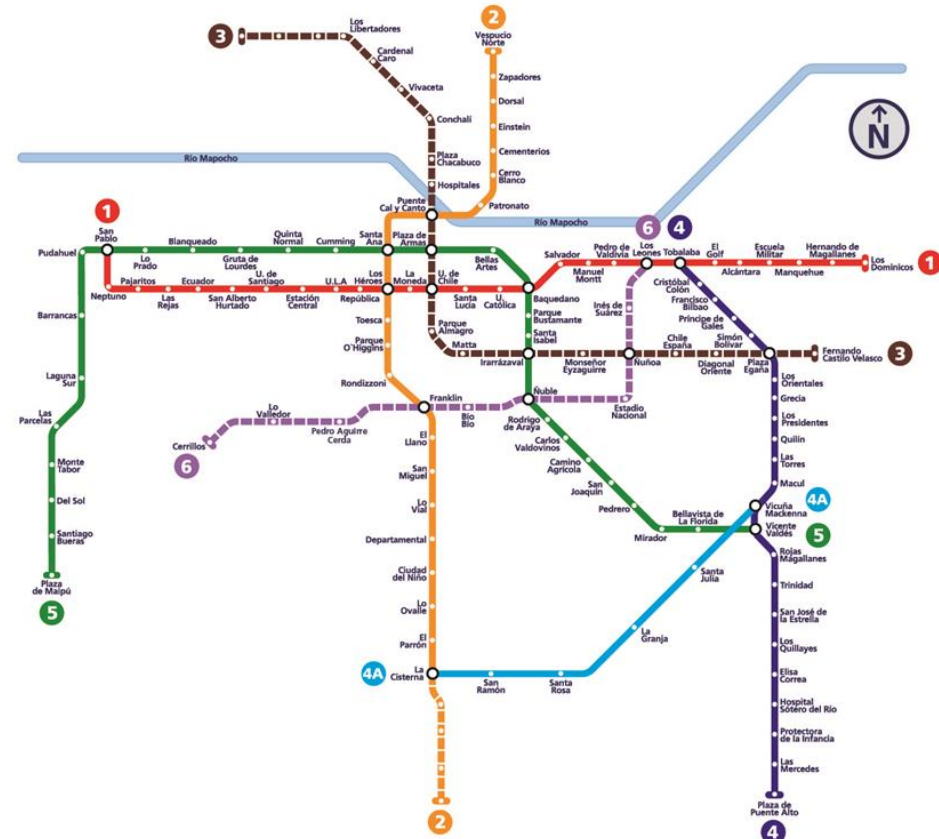 2
Vespucio
Norte
Los
Libertadores
3
Cardenal
Caro
Zapadores
Vivaceta
Dorsal
Conchalí
Einstein
N
Plaza
Chacabuco
Cementerios
Río Mapocho
Hospitales
Cerro
Blanco
Puente
Cal y Canto
Patronato
1
San
Pablo
Río Mapocho
6
4
Pudahuel
Lo
Prado
Blanqueado
Gruta de
Lourdes
Quinta
Normal
Cumming
Santa
Ana
Plaza de
Armas
Bellas
Artes
Salvador
Manuel
Montt
Pedro de
Valdivia
Los
Leones
Tobalaba
El
Golf
Alcántara
Escuela
Militar
Manquehue
Hernando de
Magallanes
Los
Dominicos
1
Neptuno
Pajaritos
Las
Rejas
Ecuador
San Alberto
Hurtado
U. de
Santiago
Estación
Central
U.L.A
República
Los
Héroes
La
Moneda
U. de
Chile
Santa
Lucía
U.
Católica
Baquedano
Cristóbal
Colón
Francisco
Bilbao
Príncipe
de Gales
Simón
Bolívar
Plaza
Egaña
Barrancas
Toesca
Parque
O'Higgins
Rondizzoni
Parque
Almagro
Matta
Parque
Bustamante
Santa
Isabel
Irarrázaval
Monseñor
Eyzaguirre
Inés de
Suárez
Ñuñoa
Chile
España
Diagonal
Oriente
Fernando
Castilo Velasco
3
Laguna
Sur
Las
Parcelas
Cerrillos
6
Lo
Valledor
Pedro Aguirre
Cerda
Franklin
Bío
Bío
Ñuble
Estadio
Nacional
Los
Orientales
Grecia
Los
Presidentes
Quilín
Las
Torres
Macul
Monte
Tabor
Del Sol
Santiago
Bueras
Plaza
de Maipú
5
El
Llano
San
Miguel
Lo
Vial
Departamental
Ciudad
del Niño
Lo
Ovalle
El
Parrón
Rodrigo
de Araya
Carlos
Valdovinos
Camino
Agrícola
San
Joaquín
Pedrero
Mirador
Bellavista de
La Florida
4A
Vicuña
Mackenna
Vicente
Valdés
5
Rojas
Magallanes
Trinidad
San José de
la Estrella
Los
Quillayes
Elisa
Correa
Hospital
Sótero del Río
Protectora
de la Infancia
Las
Mercedes
Plaza de
Puente Alto
4
4A
La
Cisterna
San
Ramón
Santa
Rosa
La
Granja
Santa
Julia
2